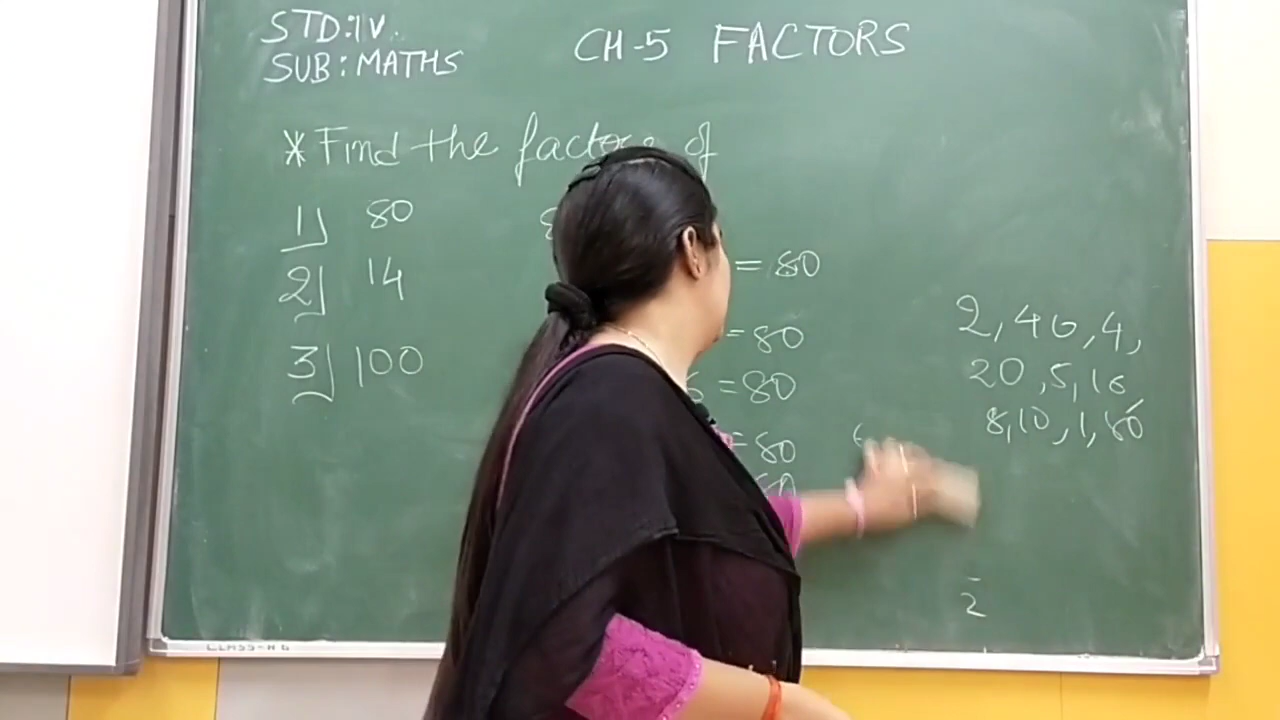 STD:IV.
SUB: MATHS
CH-5 FACTORS
*Find the factors of
1) 80
2) 14
3) 100
= 80
=80
=80
=80
2, 40, 4,
20, 5, 16
8, 10, 1, 80
2